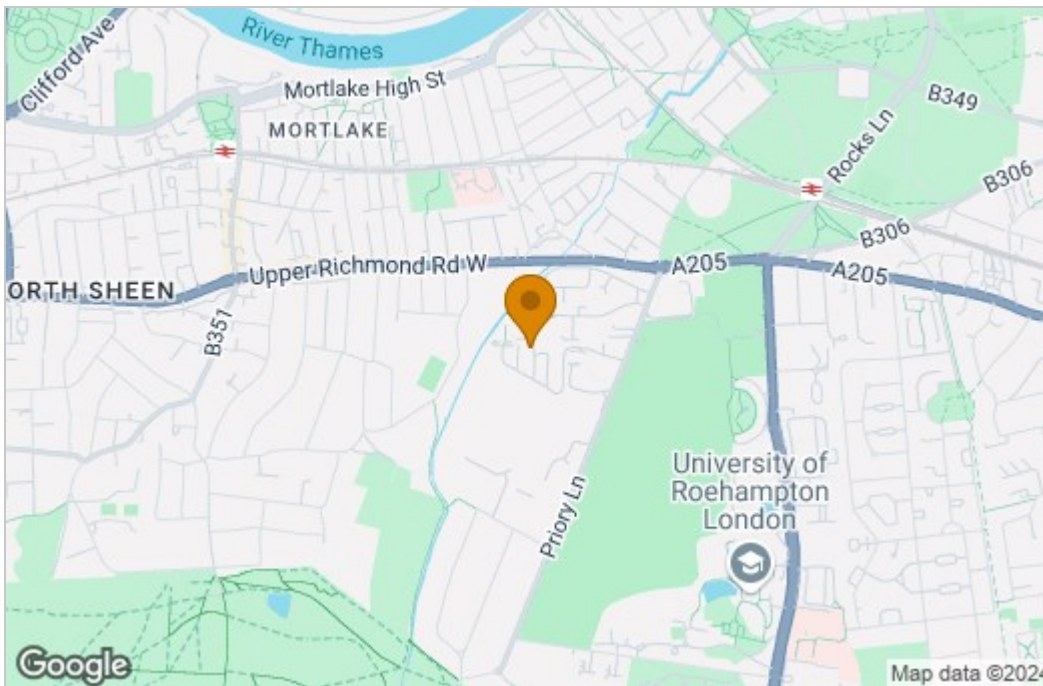 River Thames
Clifford Ave
Mortlake High St
MORTLAKE
B349
Rocks Ln
B306
B306
Upper Richmond Rd W
A205
A205
ORTH SHEEN
B351
Priory Ln
University of
Roehampton
London
Google
Map data ©2024